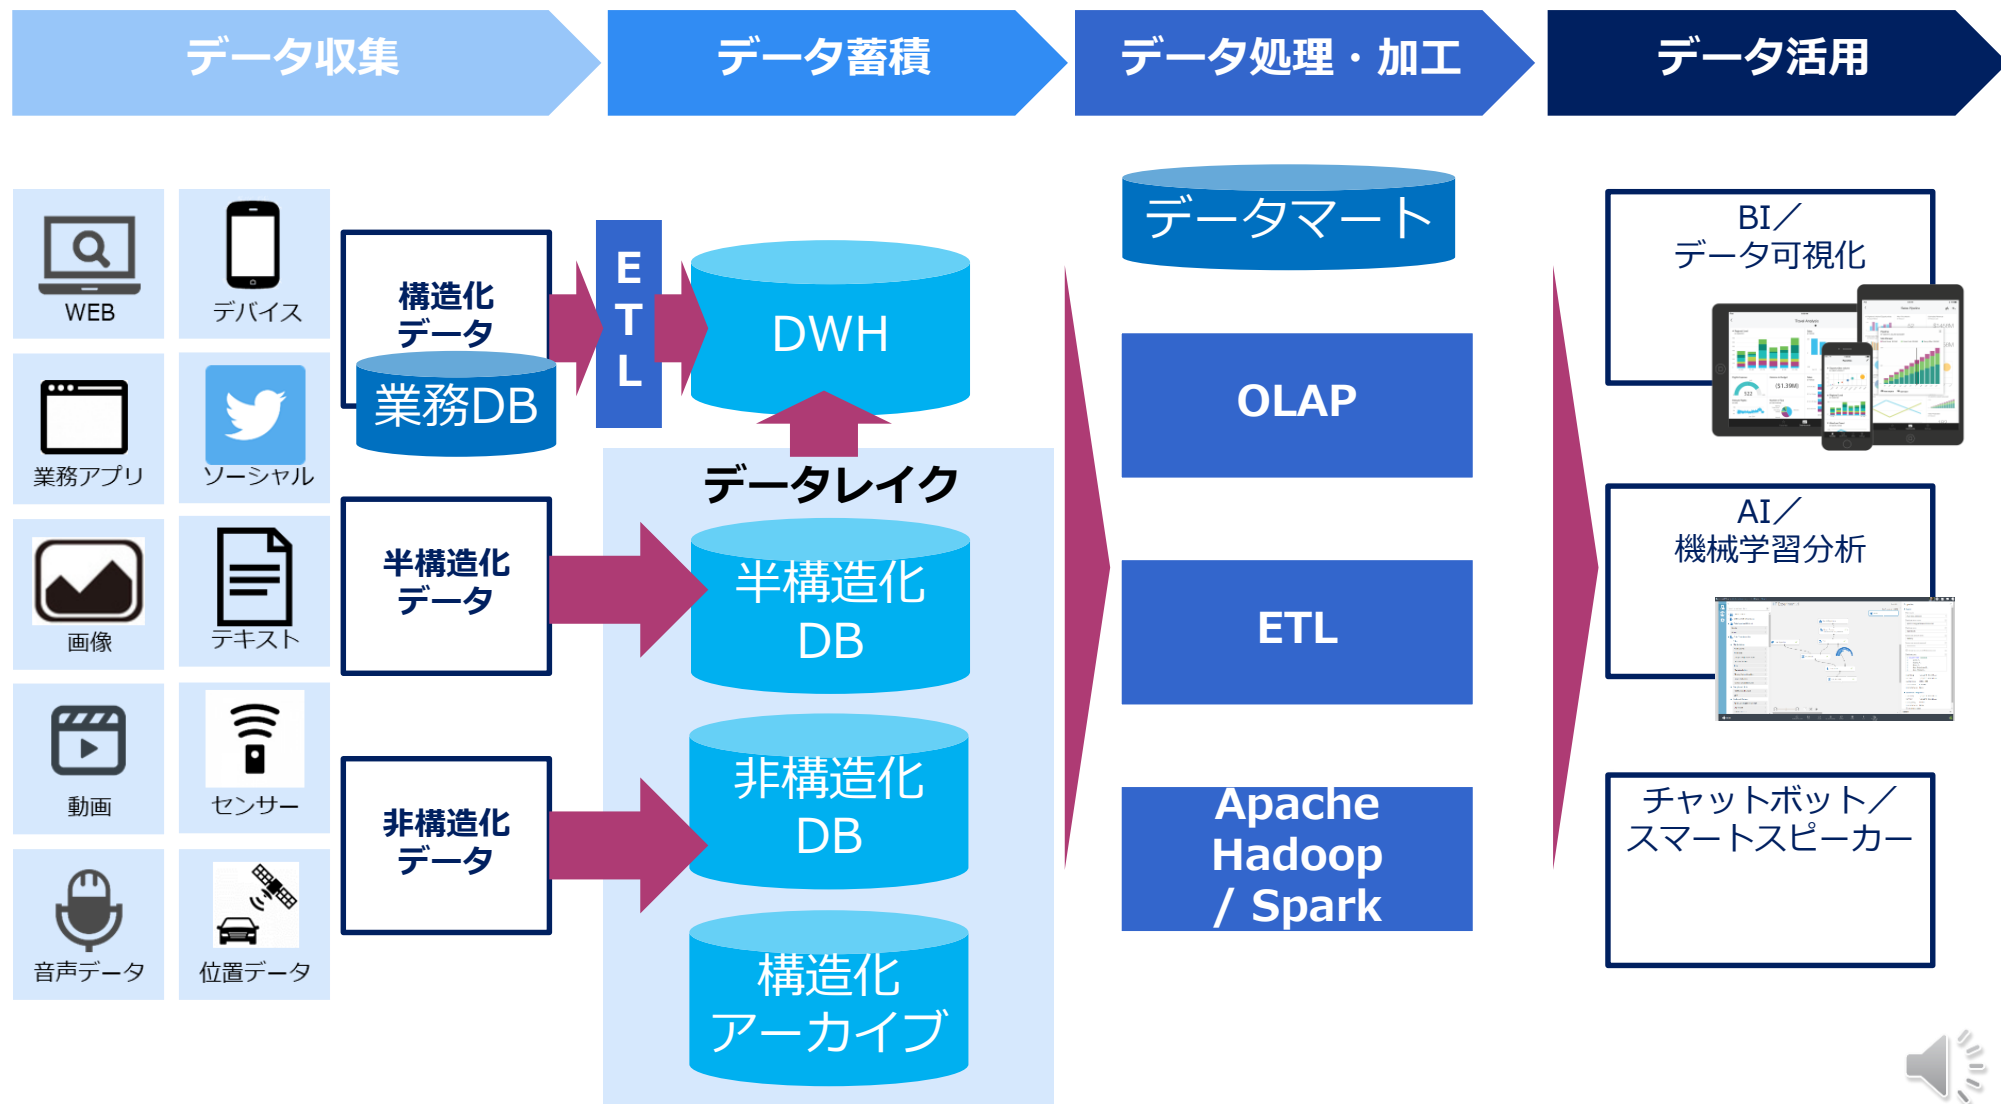 データ収集
データ蓄積
データ処理・加工
データ活用
WEB
デバイス
業務アプリ
ソーシャル
画像
テキスト
動画
センサー
音声データ
位置データ
構造化
データ
業務DB
半構造化
データ
非構造化
データ
E
T
L
DWH
データレイク
半構造化
DB
非構造化
DB
構造化
アーカイブ
データマート
OLAP
ETL
Apache
Hadoop
/ Spark
BI／
データ可視化
($1.39M)
AI／
機械学習分析
チャットボット／
スマートスピーカー